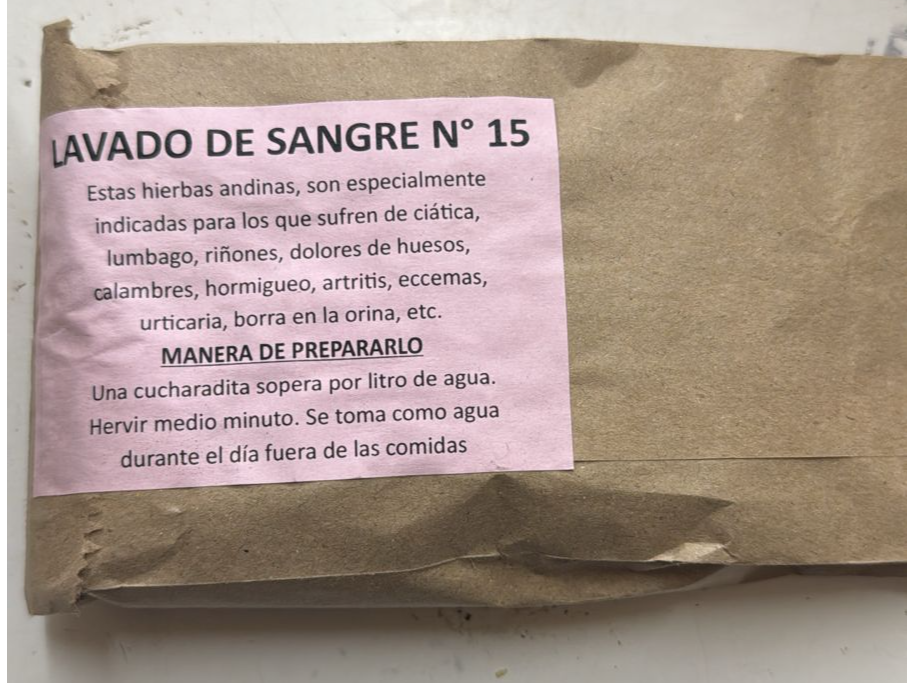 LAVADO DE SANGRE N° 15
Estas hierbas andinas, son especialmente
indicadas para los que sufren de ciática,
lumbago, riñones, dolores de huesos,
calambres, hormigueo, artritis, eccemas,
urticaria, borra en la orina, etc.
MANERA DE PREPARARLO
Una cucharadita sopera por litro de agua.
Hervir medio minuto. Se toma como agua
durante el día fuera de las comidas